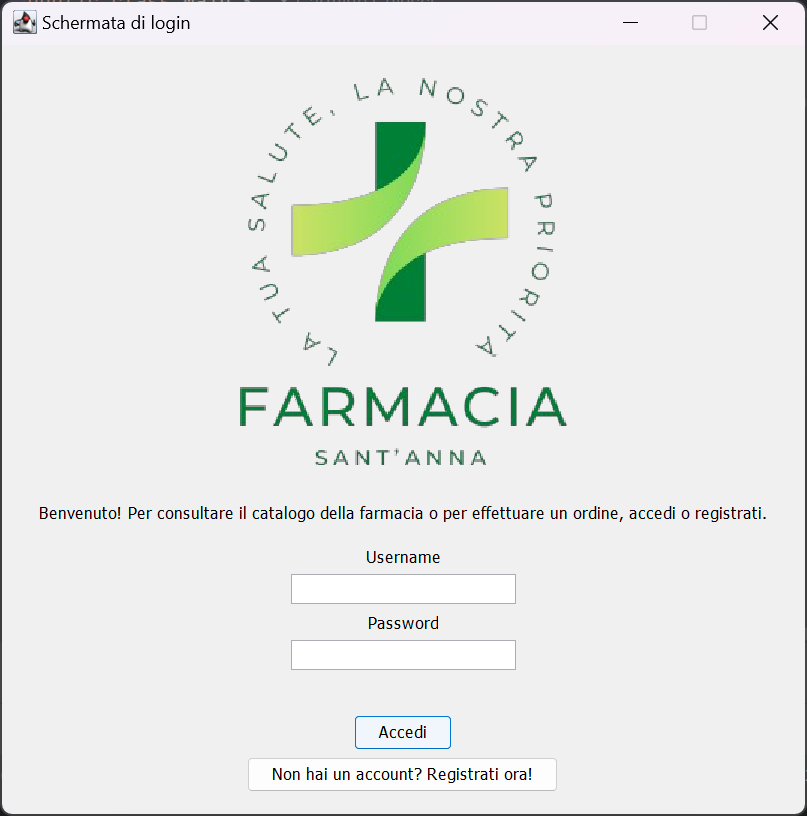 Schermata di login
LA TUA SALUTE, LA NOSTRA PRIORITA
FARMACIA
SANT'ANNA
Benvenuto! Per consultare il catalogo della farmacia o per effettuare un ordine, accedi o registrati.
Username
Password
Accedi
Non hai un account? Registrati ora!